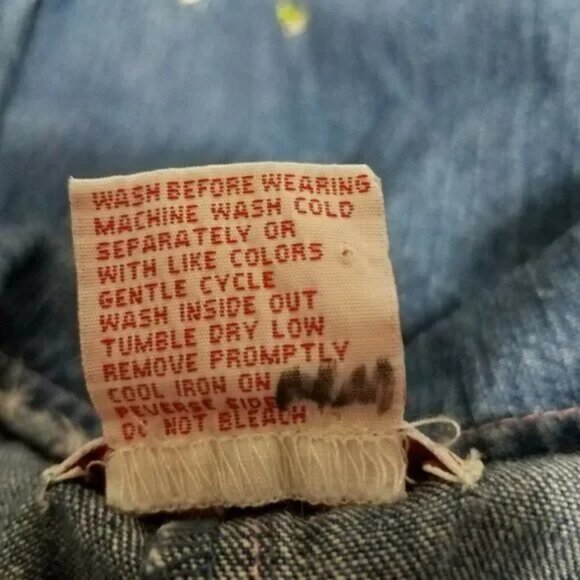 WASH BEFORE WEARING
MACHINE WASH COLD
SEPARATELY OR
WITH LIKE COLORS
GENTLE CYCLE
WASH INSIDE OUT
TUMBLE DRY LOW
REMOVE PROMPTLY
COOL IRON ON
REVERSE SIDE
DO NOT BLEACH